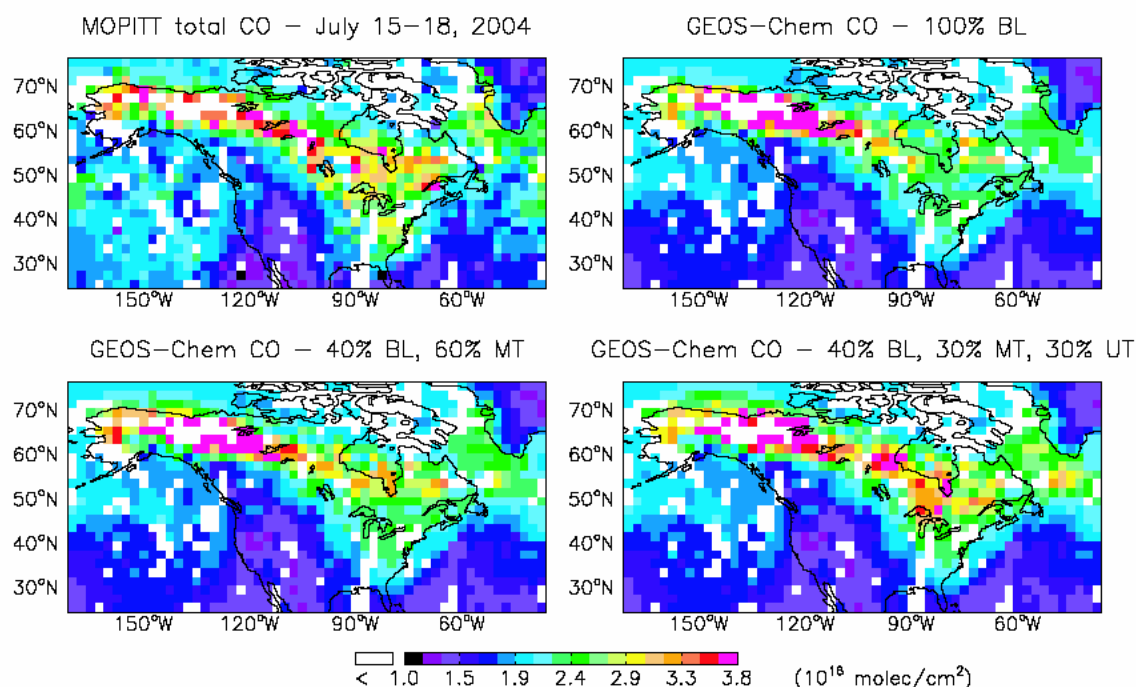 MOPITT total CO – July 15–18, 2004
GEOS–Chem CO – 100% BL
70°N
60°N
50°N
40°N
30°N
150°W 120°W 90°W 60°W
70°N
60°N
50°N
40°N
30°N
150°W 120°W 90°W 60°W
GEOS–Chem CO – 40% BL, 60% MT
GEOS–Chem CO – 40% BL, 30% MT, 30% UT
70°N
60°N
50°N
40°N
30°N
150°W 120°W 90°W 60°W
70°N
60°N
50°N
40°N
30°N
150°W 120°W 90°W 60°W
< 1.0 1.5 1.9 2.4 2.9 3.3 3.8 (10¹⁸ molec/cm²)